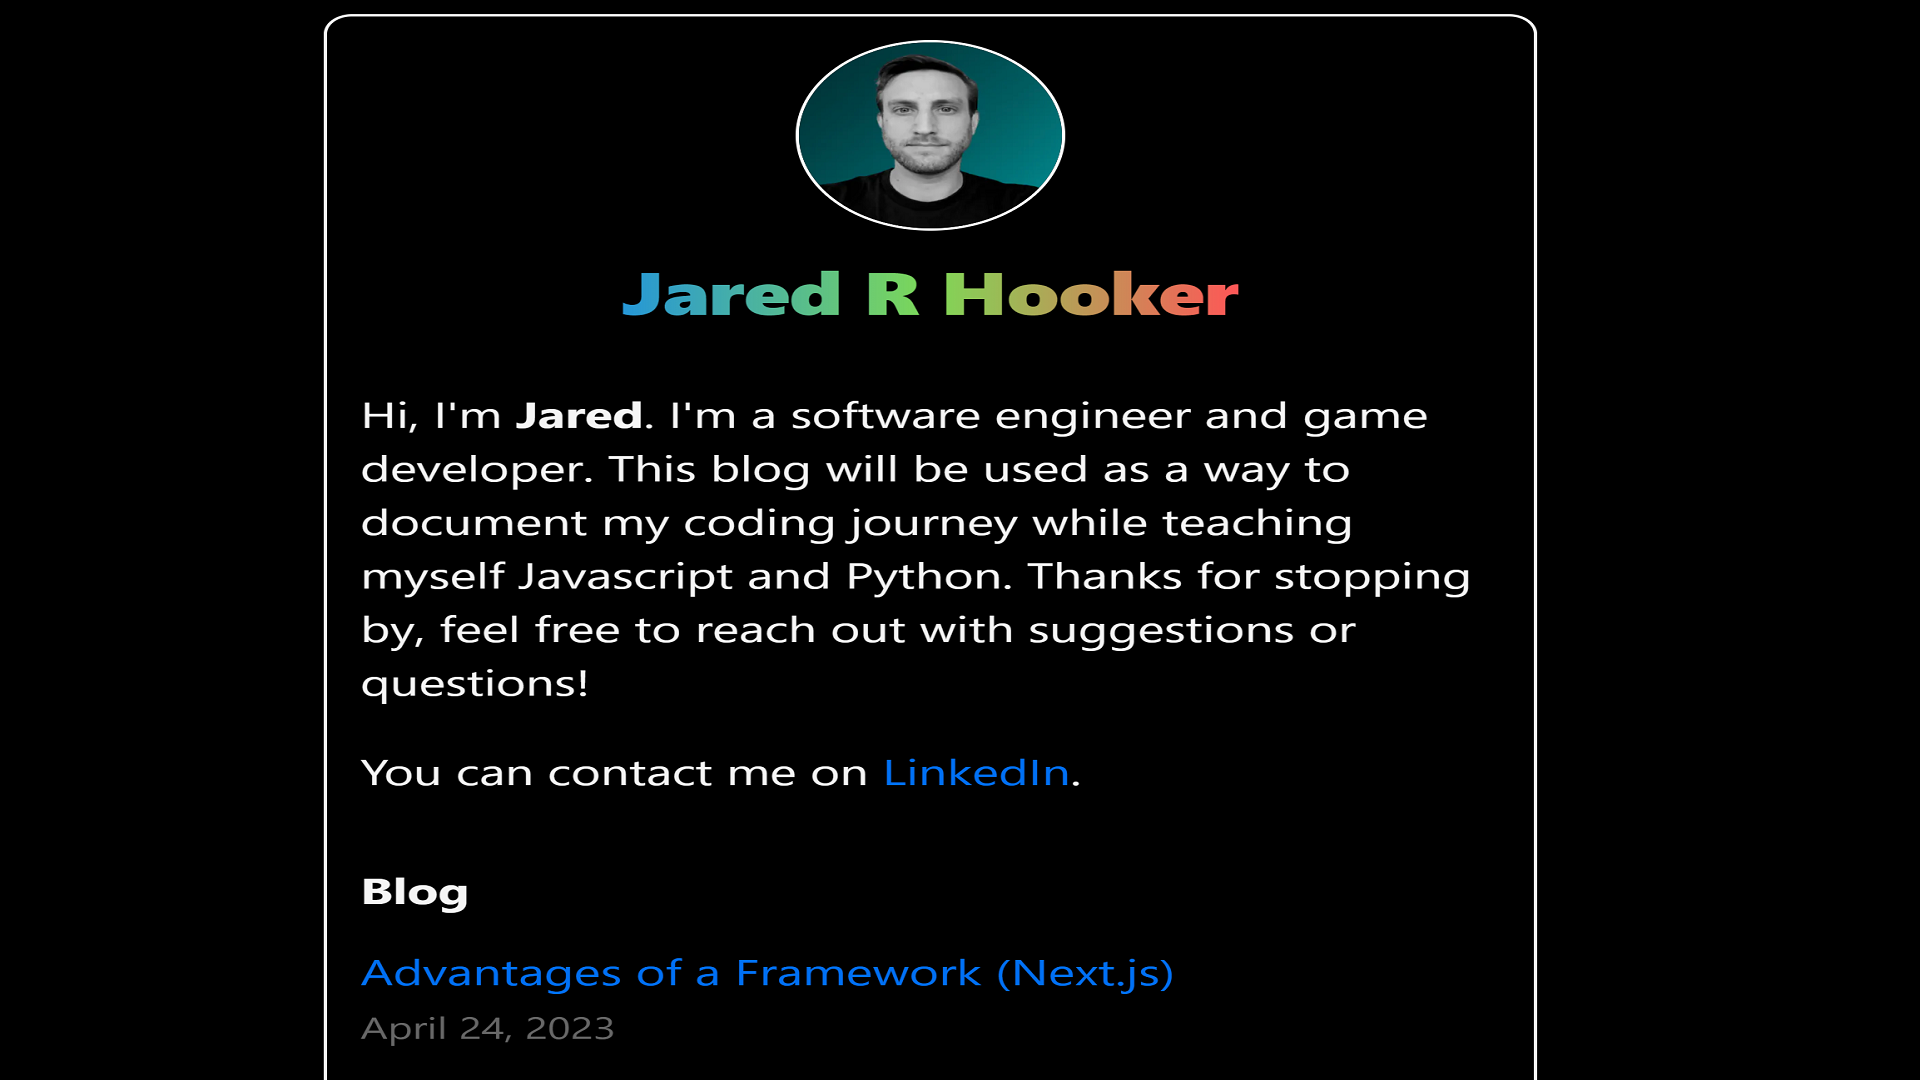 Jared R Hooker
Hi, I'm Jared. I'm a software engineer and game
developer. This blog will be used as a way to
document my coding journey while teaching
myself Javascript and Python. Thanks for stopping
by, feel free to reach out with suggestions or
questions!
You can contact me on LinkedIn.
Blog
Advantages of a Framework (Next.js)
April 24, 2023